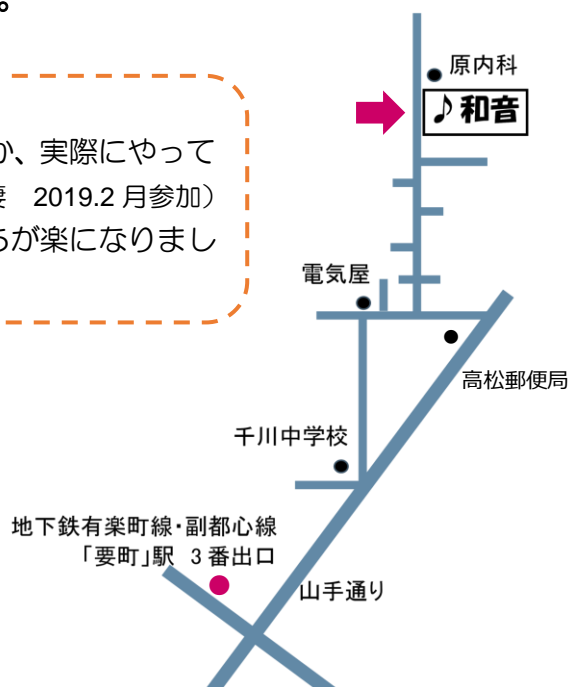 。
か、実際にやって
妻　2019.2 月参加）
ちが楽になりまし
原内科
♪和音
電気屋
高松郵便局
千川中学校
地下鉄有楽町線・副都心線
「要町」駅 3 番出口
山手通り